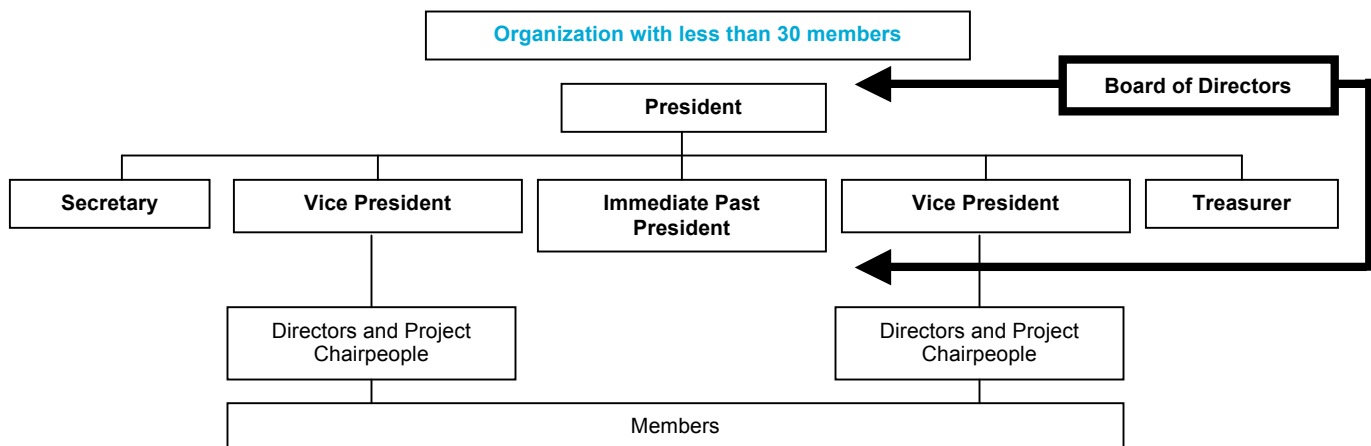 Organization with less than 30 members
Board of Directors
President
Secretary
Vice President
Immediate Past
President
Vice President
Treasurer
Directors and Project
Chairpeople
Directors and Project
Chairpeople
Members